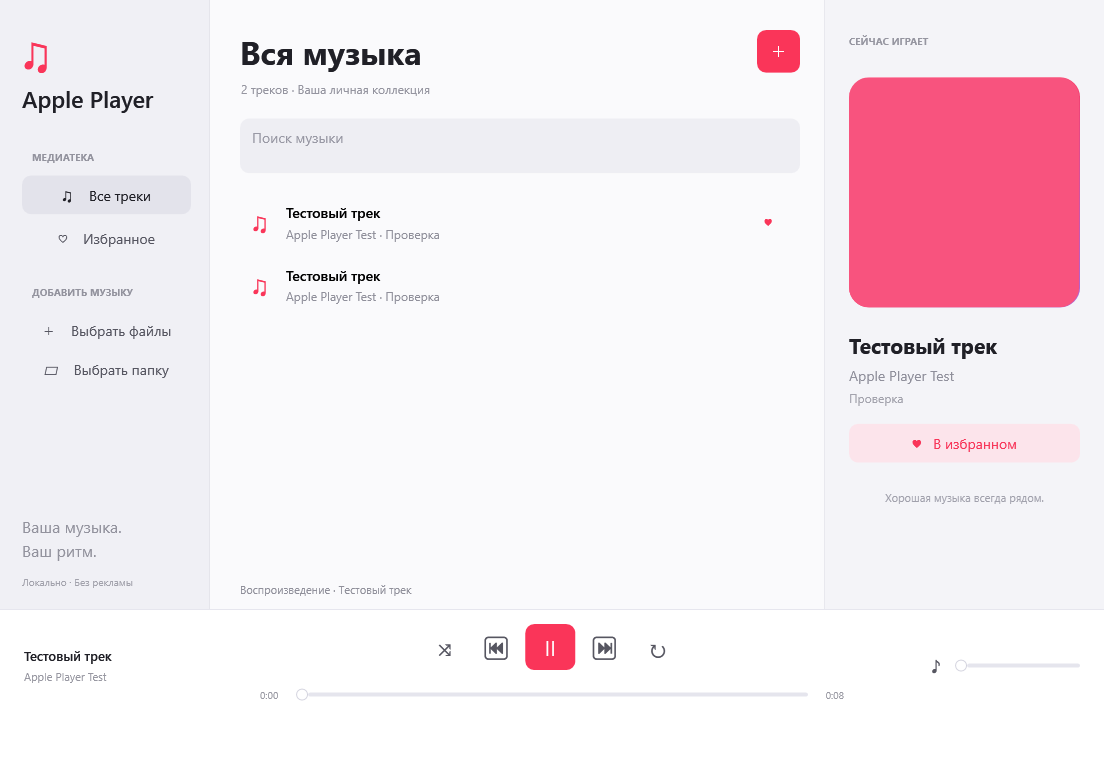 Apple Player
МЕДИАТЕКА
Все треки
Избранное
ДОБАВИТЬ МУЗЫКУ
Выбрать файлы
Выбрать папку
Ваша музыка.
Ваш ритм.
Локально · Без рекламы
Вся музыка
2 треков · Ваша личная коллекция
Поиск музыки
Тестовый трек
Apple Player Test · Проверка
Тестовый трек
Apple Player Test · Проверка
Воспроизведение · Тестовый трек
СЕЙЧАС ИГРАЕТ
Тестовый трек
Apple Player Test
Проверка
В избранном
Хорошая музыка всегда рядом.
Тестовый трек
Apple Player Test
0:00
0:08